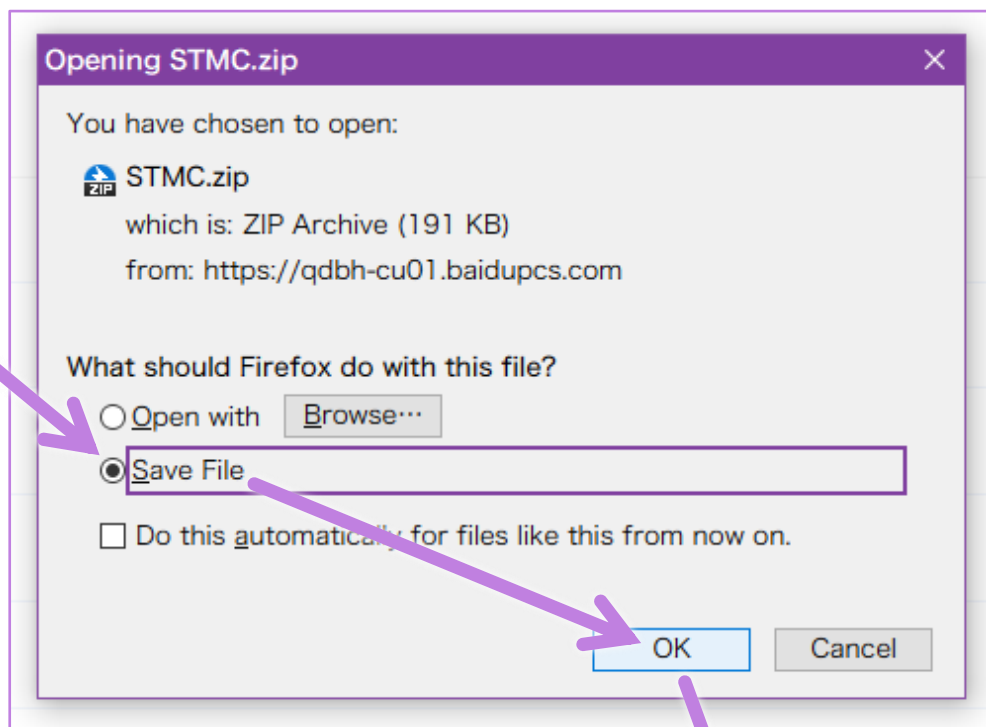 Opening STMC.zip
You have chosen to open:
ZIP
STMC.zip
which is: ZIP Archive (191 KB)
from: https://qdbh-cu01.baidupcs.com
What should Firefox do with this file?
Open with Browse⋯
Save File
Do this automatically for files like this from now on.
OK Cancel